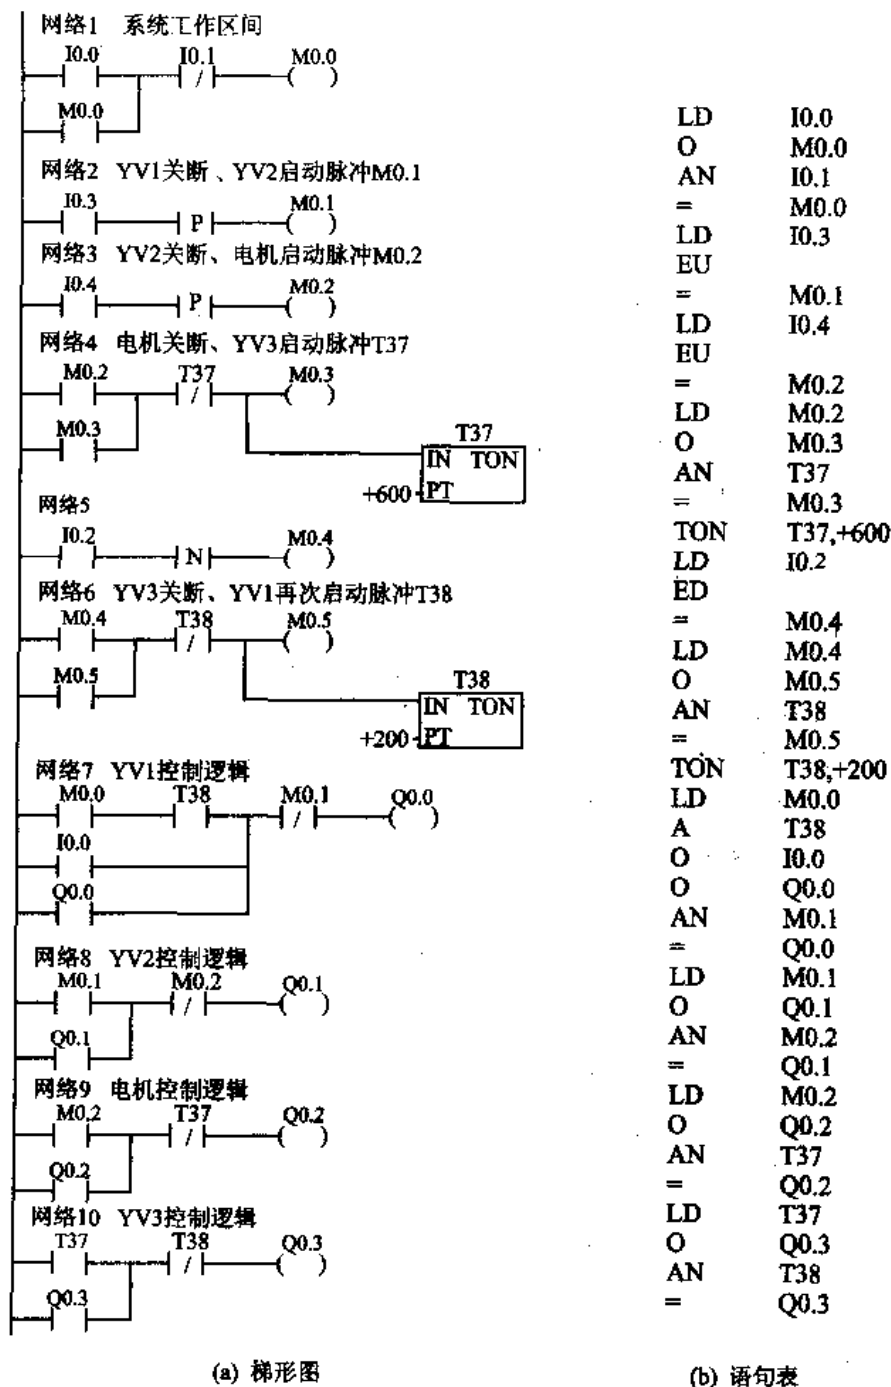 网络1 系统工作区间
I0.0 I0.1 M0.0
M0.0
网络2 YV1关断、YV2启动脉冲M0.1
I0.3 P M0.1
网络3 YV2关断、电机启动脉冲M0.2
I0.4 P M0.2
网络4 电机关断、YV3启动脉冲T37
M0.2 T37 M0.3
M0.3
T37
IN TON
+600 PT
网络5
I0.2 N M0.4
网络6 YV3关断、YV1再次启动脉冲T38
M0.4 T38 M0.5
M0.5
T38
IN TON
+200 PT
网络7 YV1控制逻辑
M0.0 T38 M0.1 Q0.0
I0.0
Q0.0
网络8 YV2控制逻辑
M0.1 M0.2 Q0.1
Q0.1
网络9 电机控制逻辑
M0.2 T37 Q0.2
Q0.2
网络10 YV3控制逻辑
T37 T38 Q0.3
Q0.3
(a) 梯形图
LD I0.0
O M0.0
AN I0.1
= M0.0
LD I0.3
EU
= M0.1
LD I0.4
EU
= M0.2
LD M0.2
O M0.3
AN T37
= M0.3
TON T37,+600
LD I0.2
ED
= M0.4
LD M0.4
O M0.5
AN T38
= M0.5
TON T38,+200
LD M0.0
A T38
O I0.0
O Q0.0
AN M0.1
= Q0.0
LD M0.1
O Q0.1
AN M0.2
= Q0.1
LD M0.2
O Q0.2
AN T37
= Q0.2
LD T37
O Q0.3
AN T38
= Q0.3
(b) 语句表